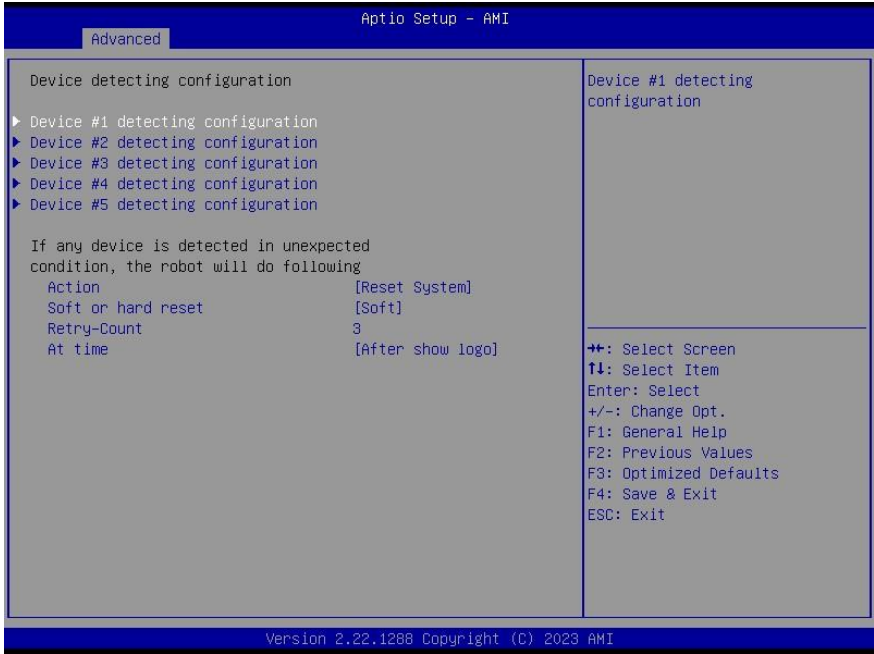 Aptio Setup - AMI
Advanced
Device detecting configuration
Device #1 detecting configuration
Device #2 detecting configuration
Device #3 detecting configuration
Device #4 detecting configuration
Device #5 detecting configuration
If any device is detected in unexpected
condition, the robot will do following
Action [Reset System]
Soft or hard reset [Soft]
Retry-Count 3
At time [After show logo]
Device #1 detecting
configuration
→←: Select Screen
↑↓: Select Item
Enter: Select
+/-: Change Opt.
F1: General Help
F2: Previous Values
F3: Optimized Defaults
F4: Save & Exit
ESC: Exit
Version 2.22.1288 Copyright (C) 2023 AMI